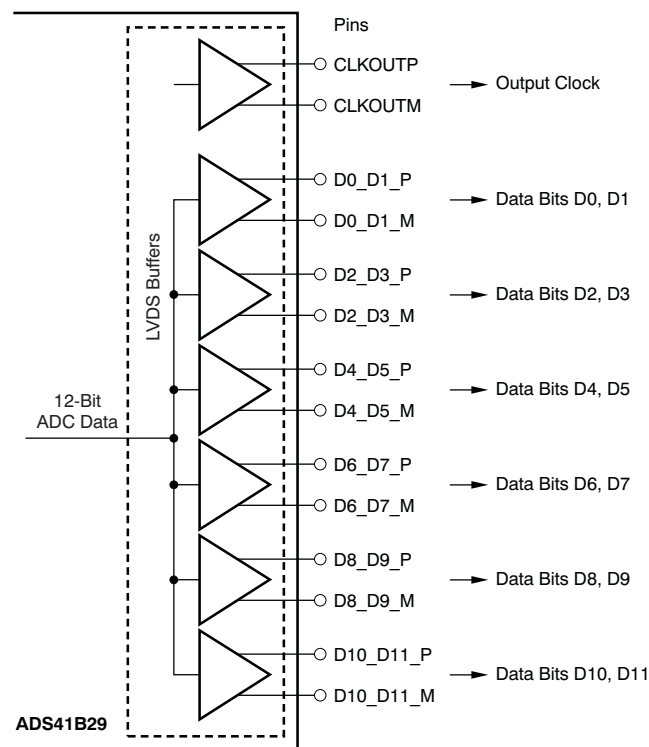 Pins
CLKOUTP
CLKOUTM
Output Clock
D0_D1_P
D0_D1_M
Data Bits D0, D1
LVDS Buffers
D2_D3_P
D2_D3_M
Data Bits D2, D3
D4_D5_P
D4_D5_M
Data Bits D4, D5
12-Bit
ADC Data
D6_D7_P
D6_D7_M
Data Bits D6, D7
D8_D9_P
D8_D9_M
Data Bits D8, D9
D10_D11_P
D10_D11_M
Data Bits D10, D11
ADS41B29